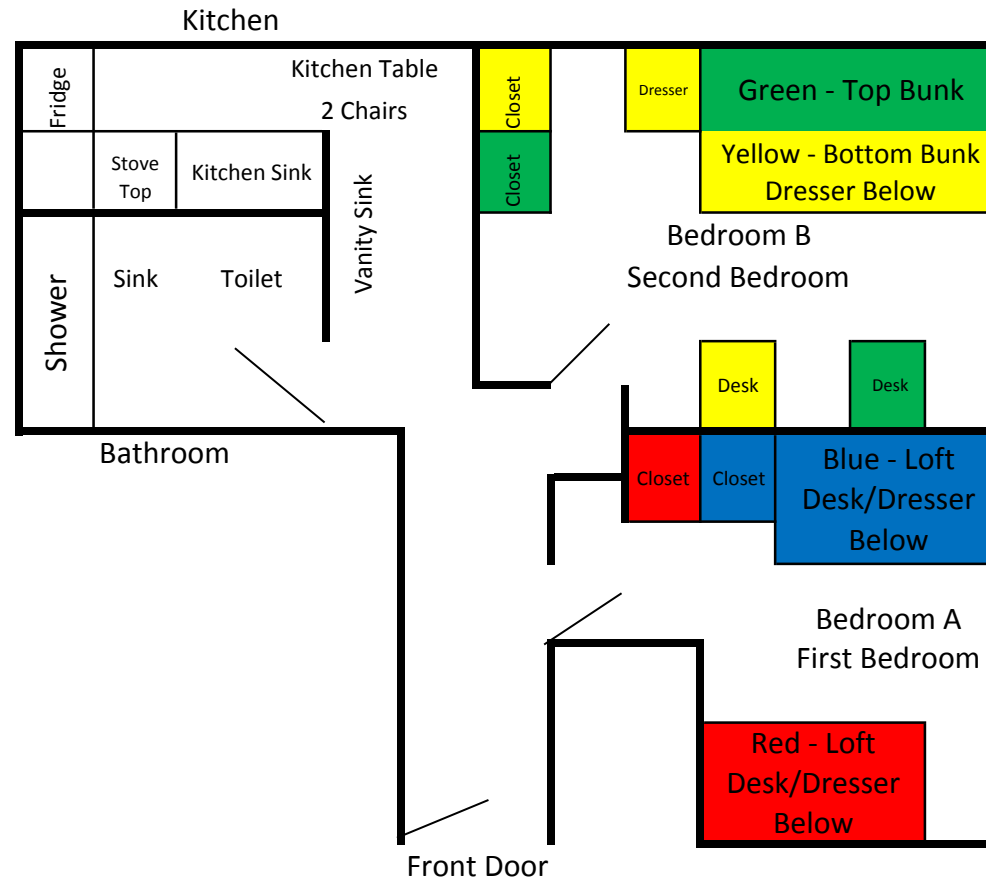 Kitchen
Fridge
Kitchen Table
2 Chairs
Closet
Dresser
Green - Top Bunk
Stove
Top
Kitchen Sink
Vanity Sink
Closet
Yellow - Bottom Bunk
Dresser Below
Bedroom B
Second Bedroom
Shower
Sink
Toilet
Desk
Desk
Bathroom
Closet
Closet
Blue - Loft
Desk/Dresser
Below
Bedroom A
First Bedroom
Red - Loft
Desk/Dresser
Below
Front Door